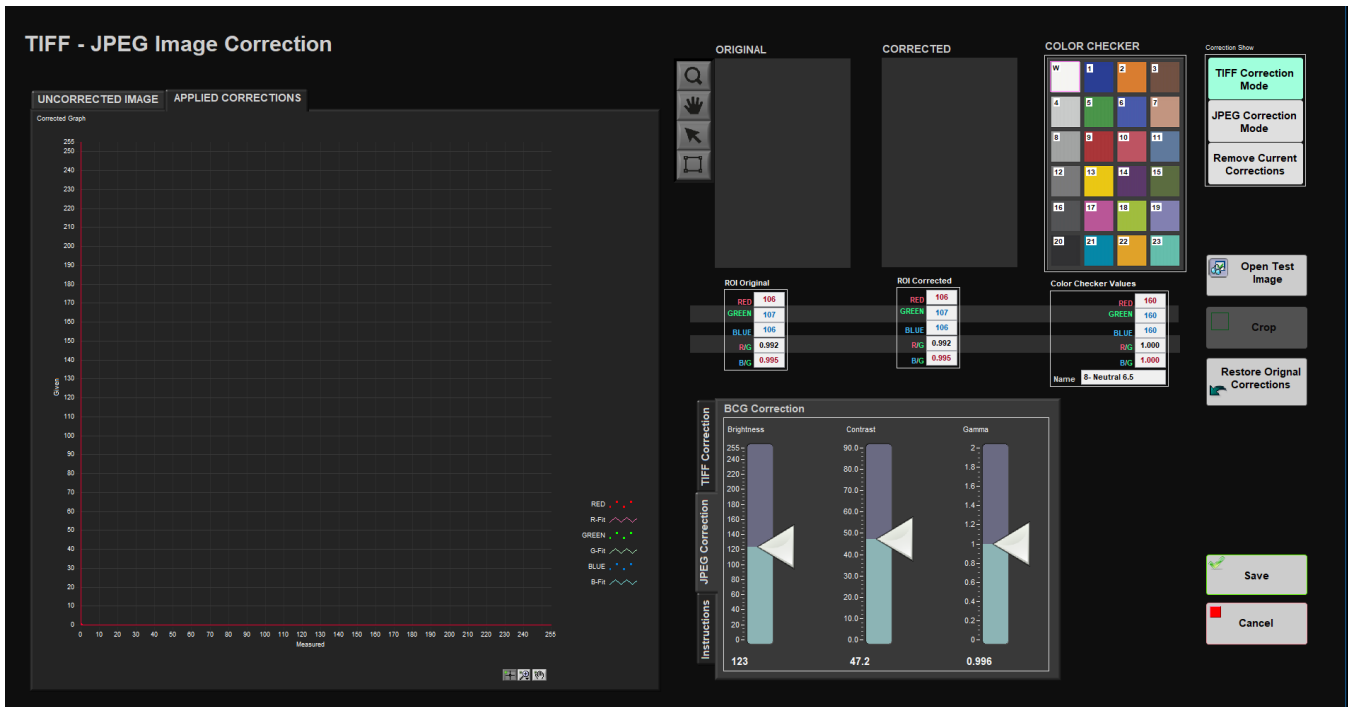 TIFF - JPEG Image Correction
UNCORRECTED IMAGE
APPLIED CORRECTIONS
Corrected Graph
255
250
240
230
220
210
200
190
180
170
160
150
140
130
120
110
100
90
80
70
60
50
40
30
20
10
0
Given
0 10 20 30 40 50 60 70 80 90 100 110 120 130 140 150 160 170 180 190 200 210 220 230 240 255
Measured
RED
R-Fit
GREEN
G-Fit
BLUE
B-Fit
ORIGINAL
CORRECTED
COLOR CHECKER
W 1 2 3
4 5 6 7
8 9 10 11
12 13 14 15
16 17 18 19
20 21 22 23
ROI Original
RED 106
GREEN 107
BLUE 106
R/G 0.992
B/G 0.995
ROI Corrected
RED 106
GREEN 107
BLUE 106
R/G 0.992
B/G 0.995
Color Checker Values
RED 160
GREEN 160
BLUE 160
R/G 1.000
B/G 1.000
Name 8- Neutral 6.5
TIFF Correction
JPEG Correction
Instructions
BCG Correction
Brightness
255
240
220
200
180
160
140
120
100
80
60
40
20
0
123
Contrast
90.0
80.0
70.0
60.0
50.0
40.0
30.0
20.0
10.0
0.0
47.2
Gamma
2
1.8
1.6
1.4
1.2
1
0.8
0.6
0.4
0.2
0
0.996
Correction Show
TIFF Correction
Mode
JPEG Correction
Mode
Remove Current
Corrections
Open Test
Image
Crop
Restore Orignal
Corrections
Save
Cancel